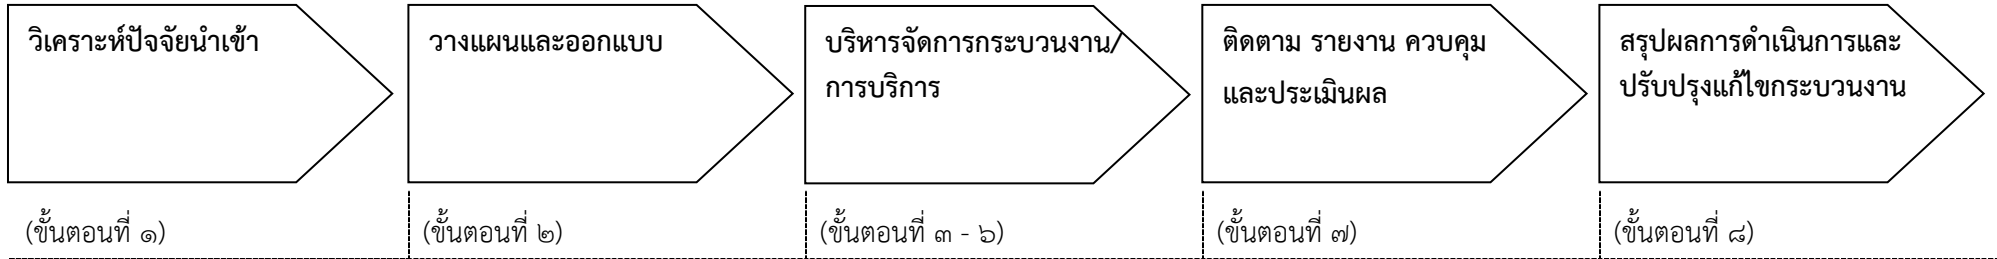 วิเคราะห์ปัจจัยนำเข้า
วางแผนและออกแบบ
บริหารจัดการกระบวนงาน/
การบริการ
ติดตาม รายงาน ควบคุม
และประเมินผล
สรุปผลการดำเนินการและ
ปรับปรุงแก้ไขกระบวนงาน
(ขั้นตอนที่ ๑)
(ขั้นตอนที่ ๒)
(ขั้นตอนที่ ๓ - ๖)
(ขั้นตอนที่ ๗)
(ขั้นตอนที่ ๘)